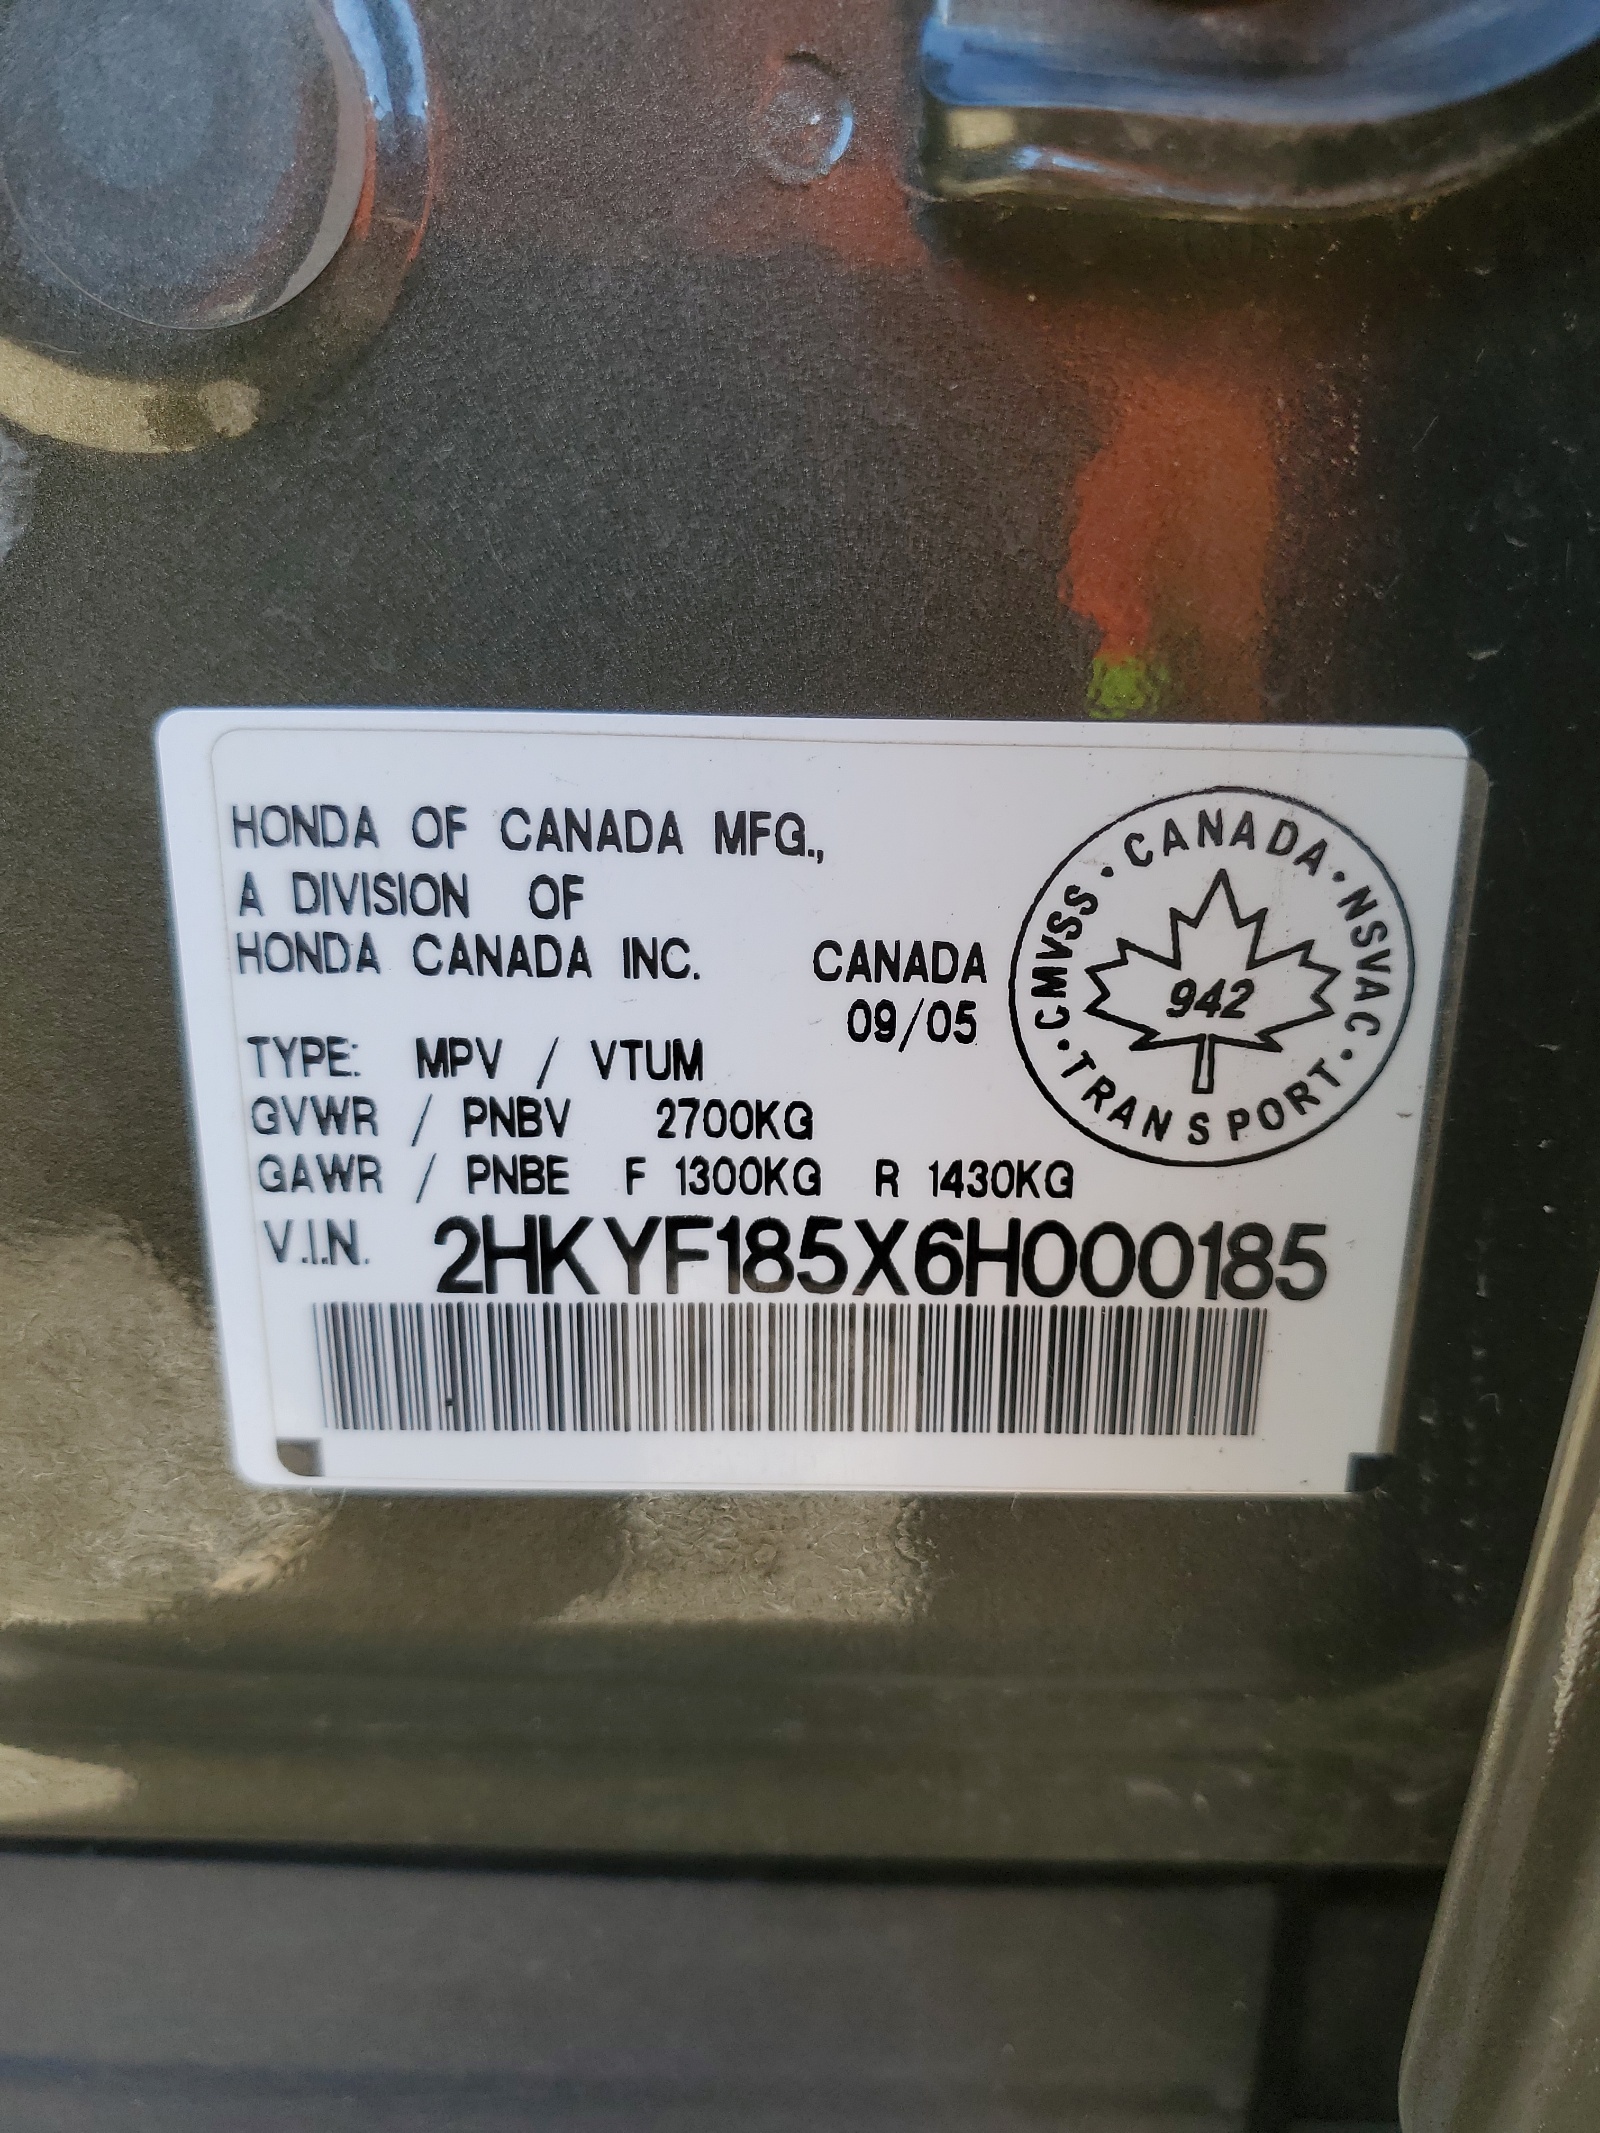 HONDA OF CANADA MFG.,
A DIVISION OF
HONDA CANADA INC.
CANADA
09/05
TYPE: MPV / VTUM
GVWR / PNBV 2700KG
GAWR / PNBE F 1300KG R 1430KG
V.I.N. 2HKYF185X6H000185
CMVSS • CANADA • NSVAC • TRANSPORT •
942